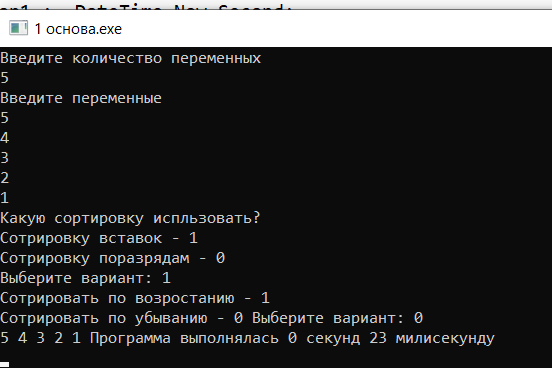 DateTime.Now.Second;
1 основа.exe
Введите количество переменных
5
Введите переменные
5
4
3
2
1
Какую сортировку испльзовать?
Сотрировку вставок - 1
Сотрировку поразрядам - 0
Выберите вариант: 1
Сотрировать по возростанию - 1
Сотрировать по убыванию - 0 Выберите вариант: 0
5 4 3 2 1 Программа выполнялась 0 секунд 23 милисекунду